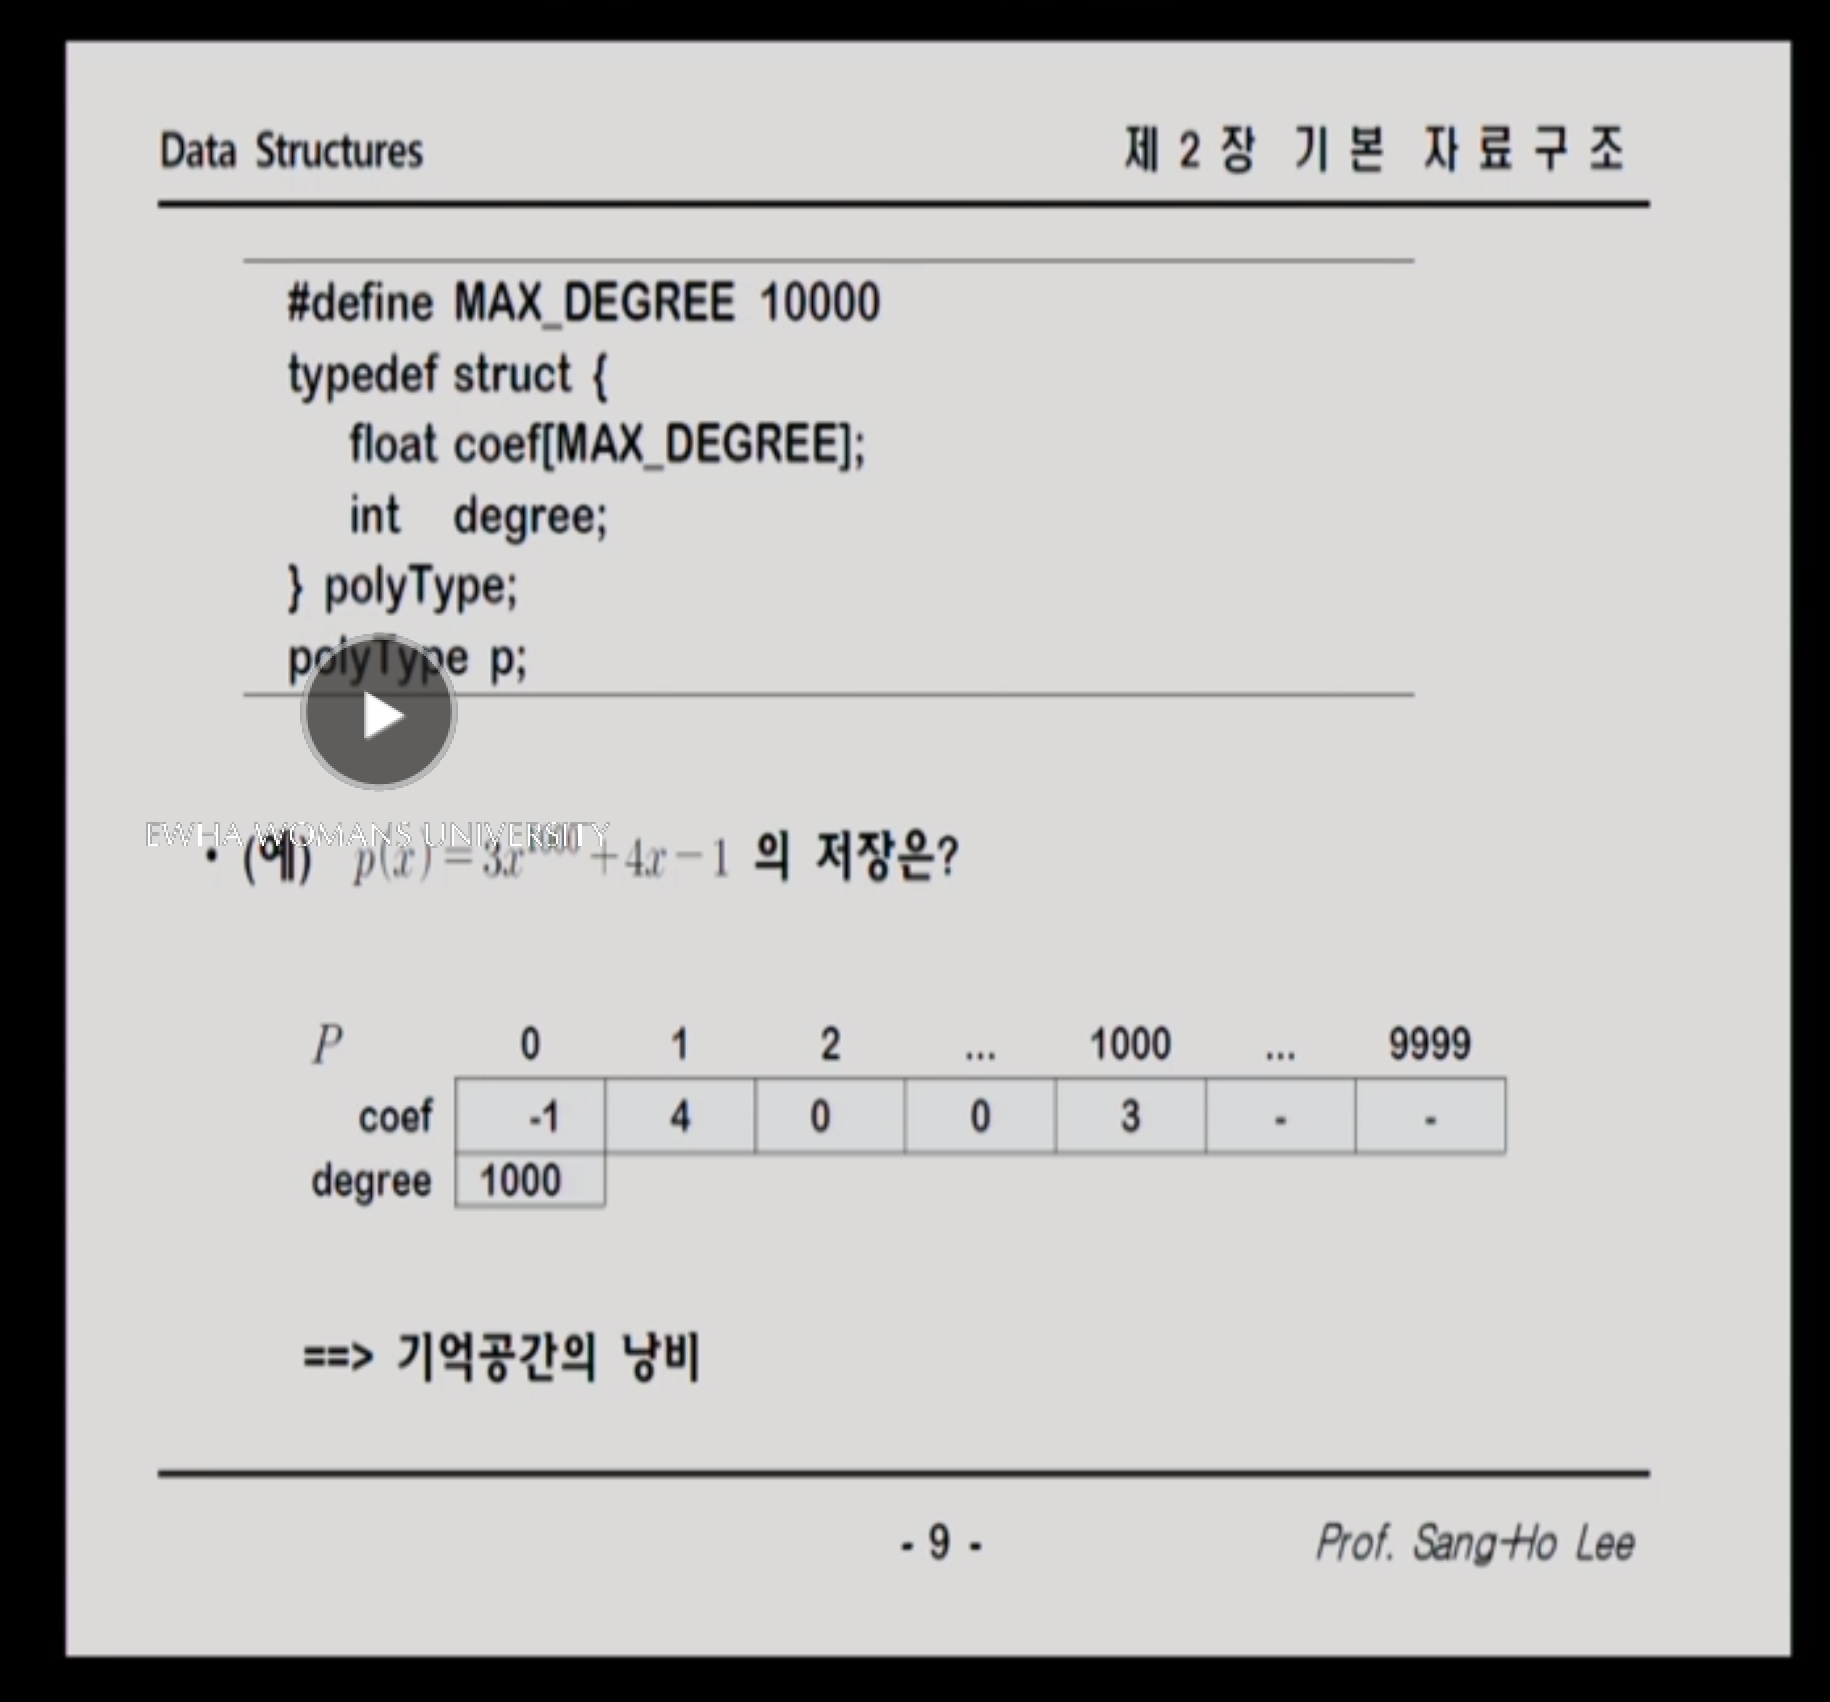 Data Structures 제 2 장 기 본 자 료 구 조
#define MAX_DEGREE 10000
typedef struct {
float coef[MAX_DEGREE];
int degree;
} polyType;
polyType p;
EWHA WOMANS UNIVERSITY
• (예) p(x) = 3x^1000 + 4x − 1 의 저장은?
P 0 1 2 ... 1000 ... 9999
coef -1 4 0 0 3 - -
degree 1000
==> 기억공간의 낭비
- 9 - Prof. Sang-Ho Lee